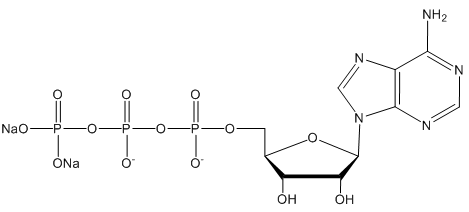 NH₂
O O O N N
NaO P O P O P O O N N
ONa O⁻ O⁻
OH OH